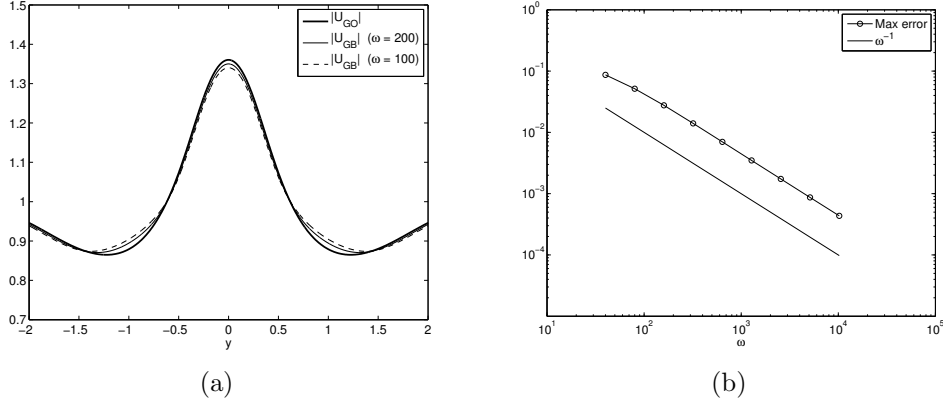 1.5
1.4
1.3
1.2
1.1
1
0.9
0.8
0.7
−2 −1.5 −1 −0.5 0 0.5 1 1.5 2
y
|U_GO|
|U_GB| (ω = 200)
|U_GB| (ω = 100)
(a)
10^0
10^−1
10^−2
10^−3
10^−4
10^1 10^2 10^3 10^4 10^5
ω
Max error
ω^−1
(b)